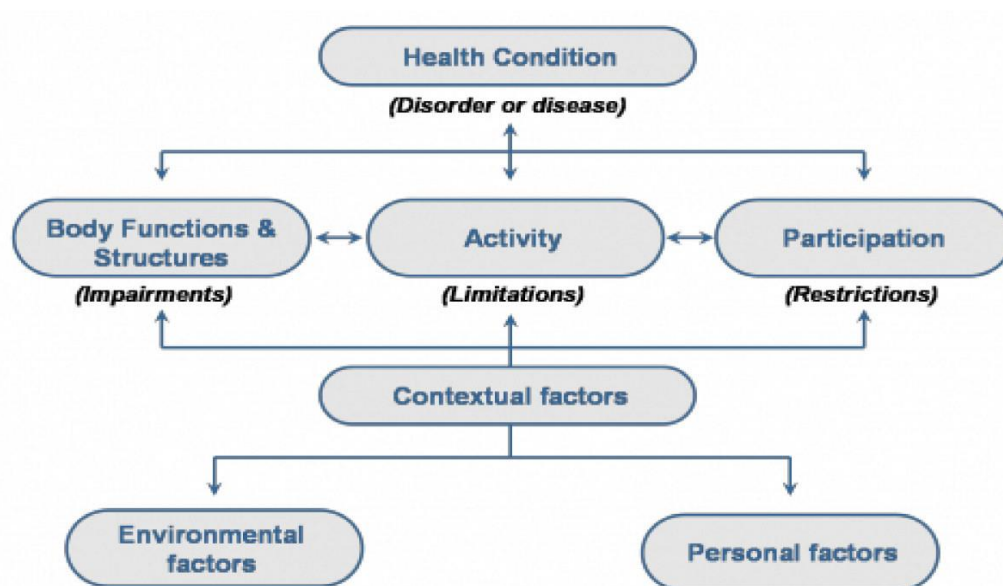 Health Condition
(Disorder or disease)
Body Functions &
Structures
Activity
Participation
(Impairments)
(Limitations)
(Restrictions)
Contextual factors
Environmental
factors
Personal factors